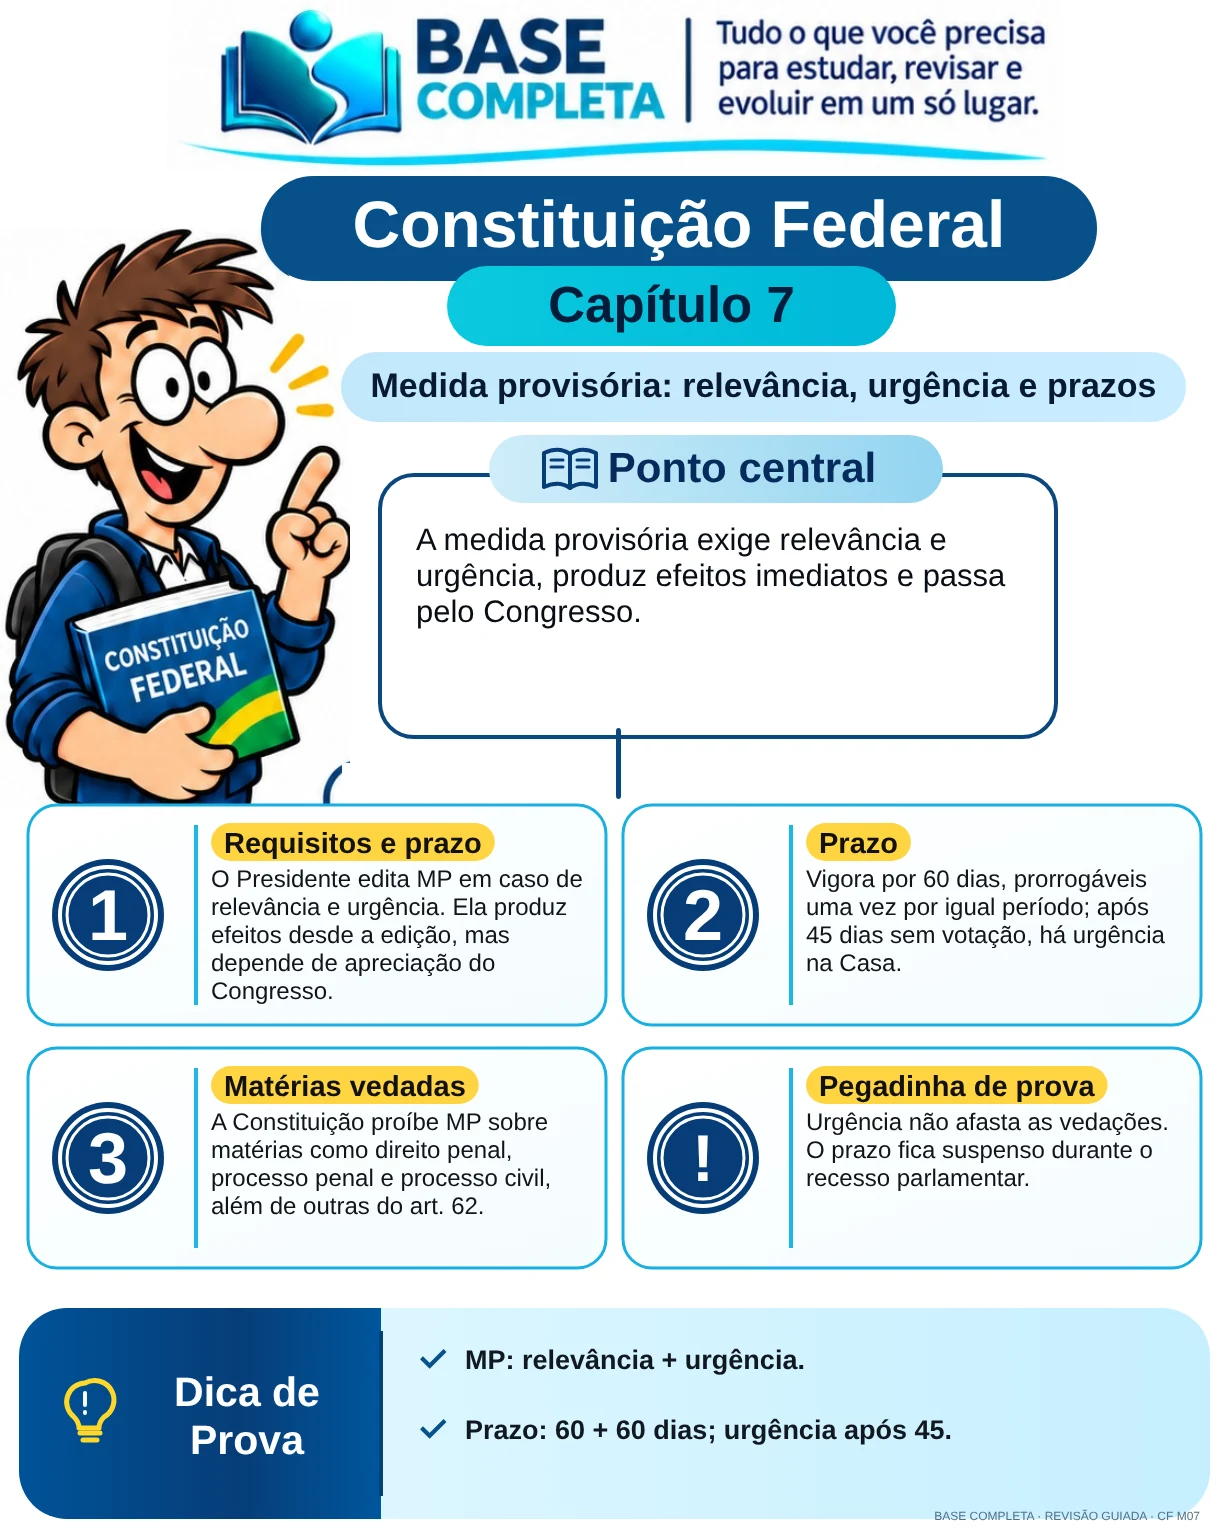 BASE
COMPLETA
Tudo o que você precisa
para estudar, revisar e
evoluir em um só lugar.
Constituição Federal
Capítulo 7
Medida provisória: relevância, urgência e prazos
Ponto central
A medida provisória exige relevância e
urgência, produz efeitos imediatos e passa
pelo Congresso.
CONSTITUIÇÃO
FEDERAL
1
Requisitos e prazo
O Presidente edita MP em caso de
relevância e urgência. Ela produz
efeitos desde a edição, mas
depende de apreciação do
Congresso.
2
Prazo
Vigora por 60 dias, prorrogáveis
uma vez por igual período; após
45 dias sem votação, há urgência
na Casa.
3
Matérias vedadas
A Constituição proíbe MP sobre
matérias como direito penal,
processo penal e processo civil,
além de outras do art. 62.
!
Pegadinha de prova
Urgência não afasta as vedações.
O prazo fica suspenso durante o
recesso parlamentar.
Dica de
Prova
MP: relevância + urgência.
Prazo: 60 + 60 dias; urgência após 45.
BASE COMPLETA · REVISÃO GUIADA · CF M07